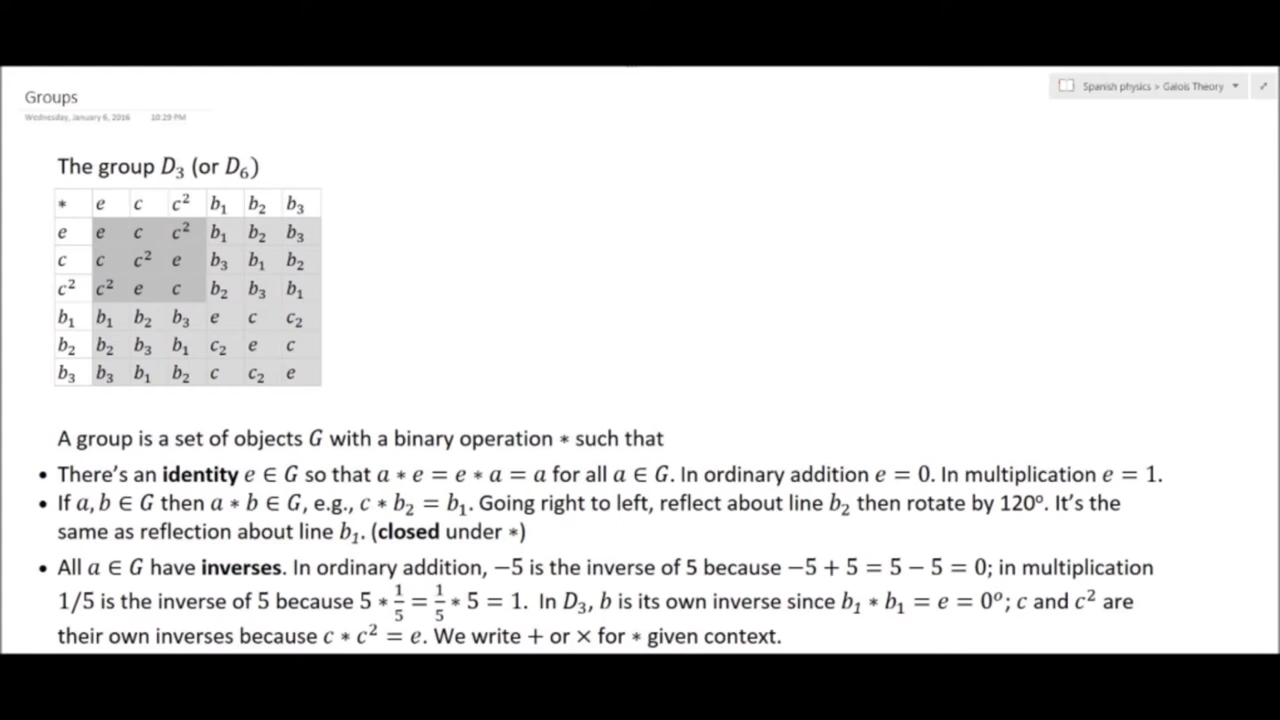 Groups
Wednesday, January 6, 2016 10:29 PM
Spanish physics > Galois Theory
The group D₃ (or D₆)
* e c c² b₁ b₂ b₃
e e c c² b₁ b₂ b₃
c c c² e b₃ b₁ b₂
c² c² e c b₂ b₃ b₁
b₁ b₁ b₂ b₃ e c c₂
b₂ b₂ b₃ b₁ c₂ e c
b₃ b₃ b₁ b₂ c c₂ e
A group is a set of objects G with a binary operation * such that
• There's an identity e ∈ G so that a * e = e * a = a for all a ∈ G. In ordinary addition e = 0. In multiplication e = 1.
• If a, b ∈ G then a * b ∈ G, e.g., c * b₂ = b₁. Going right to left, reflect about line b₂ then rotate by 120°. It's the
same as reflection about line b₁. (closed under *)
• All a ∈ G have inverses. In ordinary addition, −5 is the inverse of 5 because −5 + 5 = 5 − 5 = 0; in multiplication
1/5 is the inverse of 5 because 5 * 1/5 = 1/5 * 5 = 1. In D₃, b is its own inverse since b₁ * b₁ = e = 0°; c and c² are
their own inverses because c * c² = e. We write + or × for * given context.